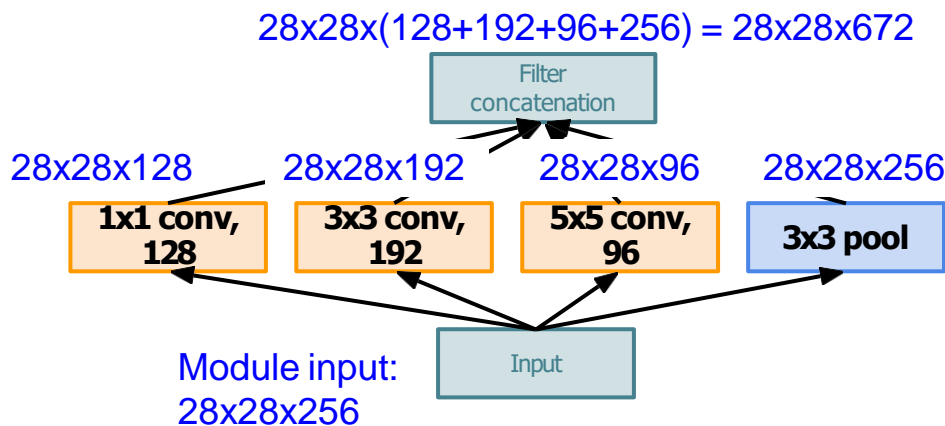 28x28x(128+192+96+256) = 28x28x672
Filter
concatenation
28x28x128
28x28x192
28x28x96
28x28x256
1x1 conv,
128
3x3 conv,
192
5x5 conv,
96
3x3 pool
Input
Module input:
28x28x256